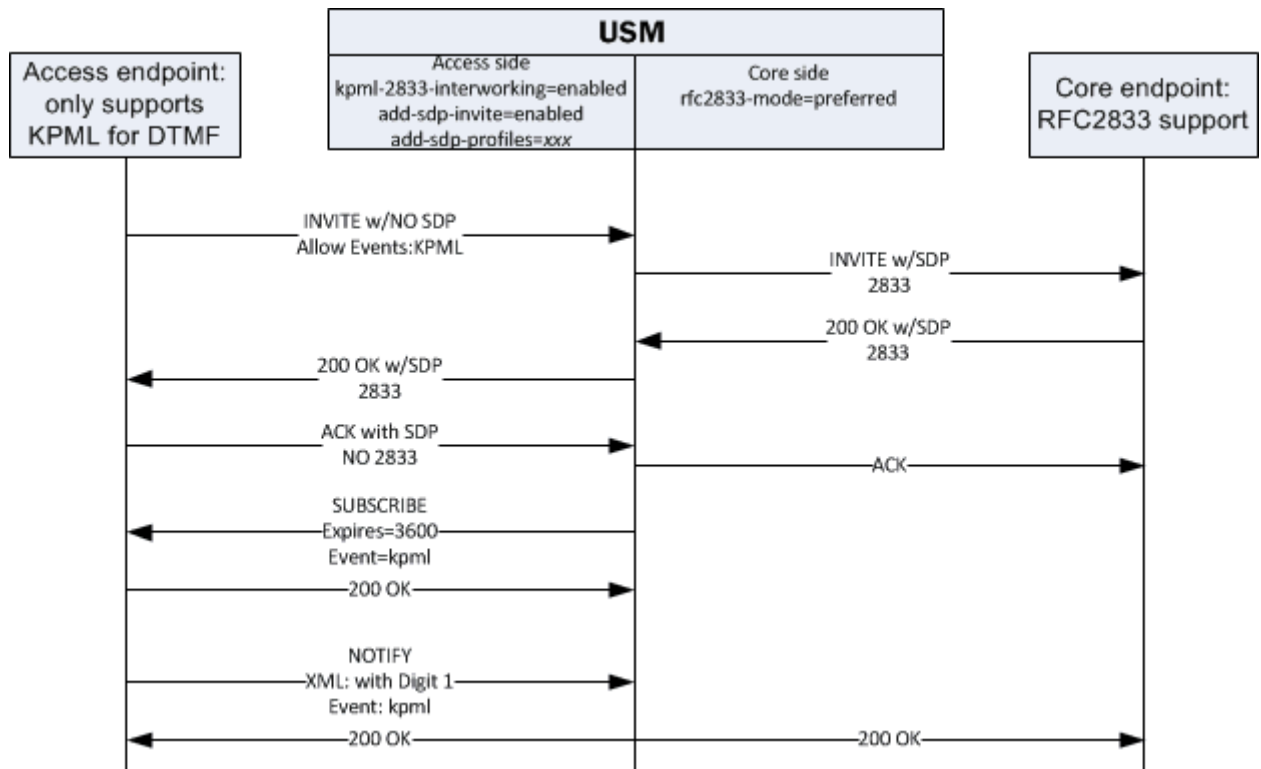 USM
Access endpoint:
only supports
KPML for DTMF
Access side
kpml-2833-interworking=enabled
add-sdp-invite=enabled
add-sdp-profiles=xxx
Core side
rfc2833-mode=preferred
Core endpoint:
RFC2833 support
INVITE w/NO SDP
Allow Events:KPML
INVITE w/SDP
2833
200 OK w/SDP
2833
200 OK w/SDP
2833
ACK with SDP
NO 2833
ACK
SUBSCRIBE
Expires=3600
Event=kpml
200 OK
NOTIFY
XML: with Digit 1
Event: kpml
200 OK
200 OK